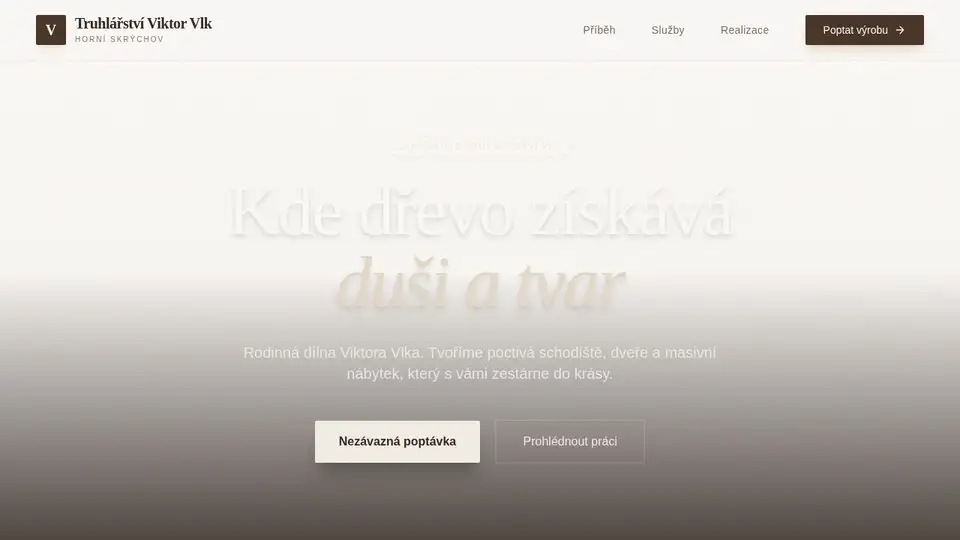 V
Truhlářství Viktor Vlk
HORNÍ SKRÝCHOV
Příběh
Služby
Realizace
Poptat výrobu
Kde dřevo získává
duši a tvar
Rodinná dílna Viktora Vlka. Tvoříme poctivá schodiště, dveře a masivní
nábytek, který s vámi zestárne do krásy.
Nezávazná poptávka
Prohlédnout práci